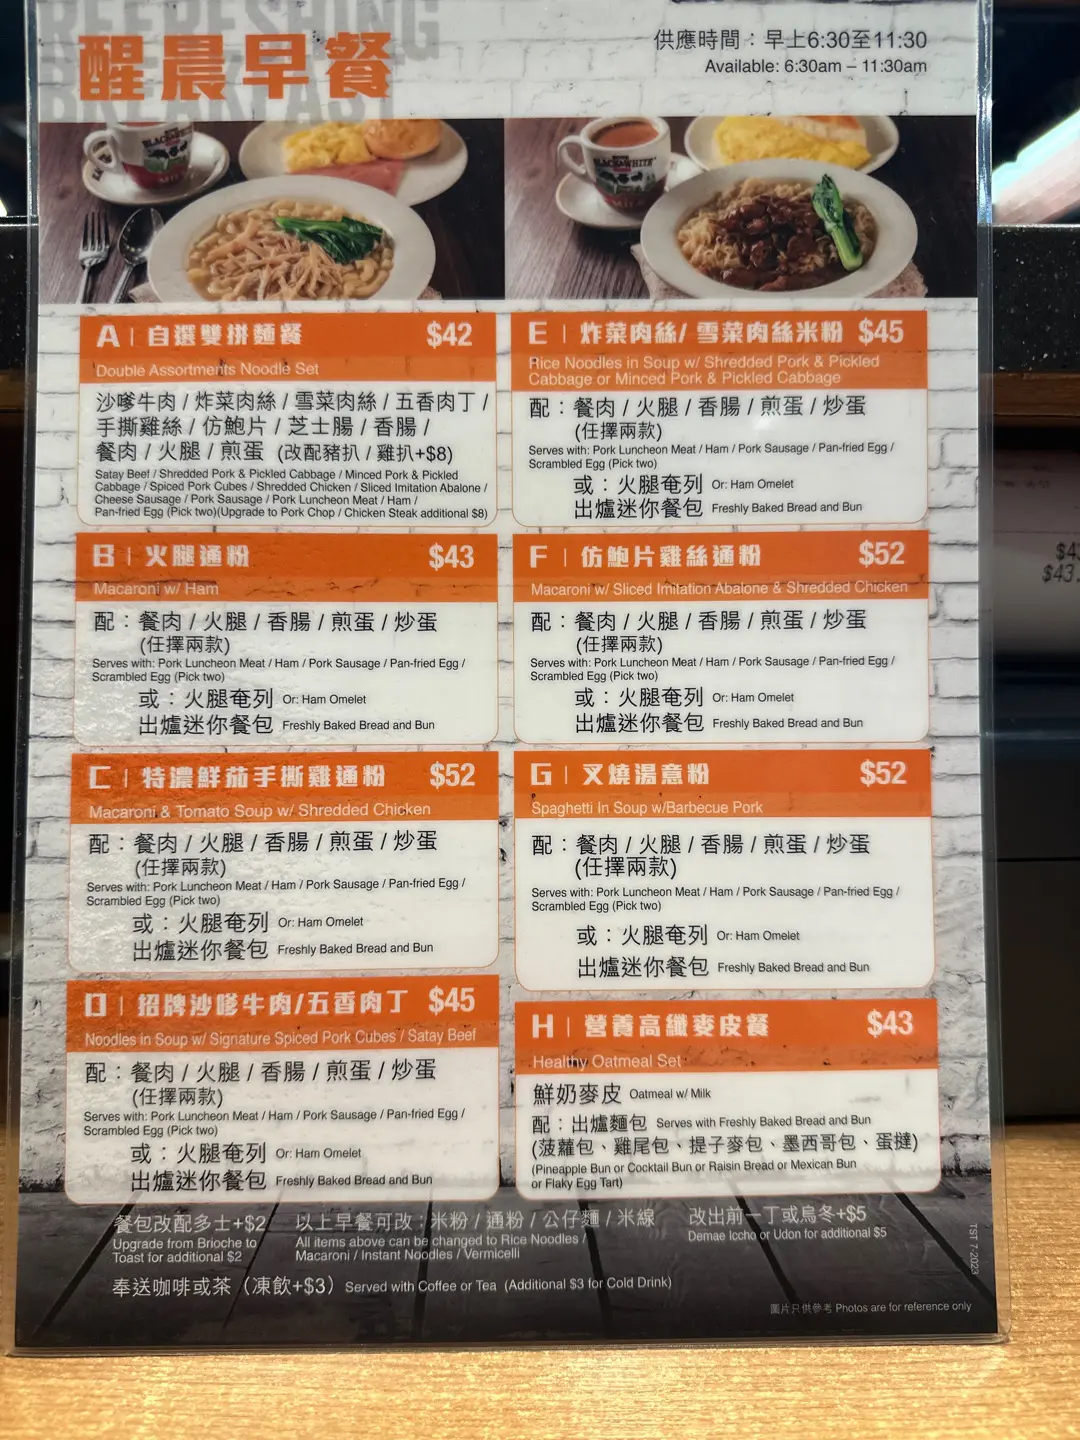 REFRESHING
BREAKFAST
醒晨早餐
供應時間：早上6:30至11:30
Available: 6:30am – 11:30am
BLACK&WHITE
BLACK&WHITE
A | 自選雙拼麵餐 $42
Double Assortments Noodle Set
沙嗲牛肉 / 炸菜肉絲 / 雪菜肉絲 / 五香肉丁 /
手撕雞絲 / 仿鮑片 / 芝士腸 / 香腸 /
餐肉 / 火腿 / 煎蛋 (改配豬扒 / 雞扒+$8)
Satay Beef / Shredded Pork & Pickled Cabbage / Minced Pork & Pickled
Cabbage / Spiced Pork Cubes / Shredded Chicken / Sliced Imitation Abalone /
Cheese Sausage / Pork Sausage / Pork Luncheon Meat / Ham /
Pan-fried Egg (Pick two)(Upgrade to Pork Chop / Chicken Steak additional $8)
B | 火腿通粉 $43
Macaroni w/ Ham
配：餐肉 / 火腿 / 香腸 / 煎蛋 / 炒蛋
(任擇兩款)
Serves with: Pork Luncheon Meat / Ham / Pork Sausage / Pan-fried Egg /
Scrambled Egg (Pick two)
或：火腿奄列 Or: Ham Omelet
出爐迷你餐包 Freshly Baked Bread and Bun
C | 特濃鮮茄手撕雞通粉 $52
Macaroni & Tomato Soup w/ Shredded Chicken
配：餐肉 / 火腿 / 香腸 / 煎蛋 / 炒蛋
(任擇兩款)
Serves with: Pork Luncheon Meat / Ham / Pork Sausage / Pan-fried Egg /
Scrambled Egg (Pick two)
或：火腿奄列 Or: Ham Omelet
出爐迷你餐包 Freshly Baked Bread and Bun
D | 招牌沙嗲牛肉/五香肉丁 $45
Noodles in Soup w/ Signature Spiced Pork Cubes / Satay Beef
配：餐肉 / 火腿 / 香腸 / 煎蛋 / 炒蛋
(任擇兩款)
Serves with: Pork Luncheon Meat / Ham / Pork Sausage / Pan-fried Egg /
Scrambled Egg (Pick two)
或：火腿奄列 Or: Ham Omelet
出爐迷你餐包 Freshly Baked Bread and Bun
E | 炸菜肉絲/ 雪菜肉絲米粉 $45
Rice Noodles in Soup w/ Shredded Pork & Pickled
Cabbage or Minced Pork & Pickled Cabbage
配：餐肉 / 火腿 / 香腸 / 煎蛋 / 炒蛋
(任擇兩款)
Serves with: Pork Luncheon Meat / Ham / Pork Sausage / Pan-fried Egg /
Scrambled Egg (Pick two)
或：火腿奄列 Or: Ham Omelet
出爐迷你餐包 Freshly Baked Bread and Bun
F | 仿鮑片雞絲通粉 $52
Macaroni w/ Sliced Imitation Abalone & Shredded Chicken
配：餐肉 / 火腿 / 香腸 / 煎蛋 / 炒蛋
(任擇兩款)
Serves with: Pork Luncheon Meat / Ham / Pork Sausage / Pan-fried Egg /
Scrambled Egg (Pick two)
或：火腿奄列 Or: Ham Omelet
出爐迷你餐包 Freshly Baked Bread and Bun
G | 叉燒湯意粉 $52
Spaghetti In Soup w/Barbecue Pork
配：餐肉 / 火腿 / 香腸 / 煎蛋 / 炒蛋
(任擇兩款)
Serves with: Pork Luncheon Meat / Ham / Pork Sausage / Pan-fried Egg /
Scrambled Egg (Pick two)
或：火腿奄列 Or: Ham Omelet
出爐迷你餐包 Freshly Baked Bread and Bun
H | 營養高纖麥皮餐 $43
Healthy Oatmeal Set
鮮奶麥皮 Oatmeal w/ Milk
配：出爐麵包 Serves with Freshly Baked Bread and Bun
(菠蘿包、雞尾包、提子麥包、墨西哥包、蛋撻)
(Pineapple Bun or Cocktail Bun or Raisin Bread or Mexican Bun
or Flaky Egg Tart)
餐包改配多士+$2
Upgrade from Brioche to
Toast for additional $2
以上早餐可改：米粉 / 通粉 / 公仔麵 / 米線
All items above can be changed to Rice Noodles /
Macaroni / Instant Noodles / Vermicelli
改出前一丁或烏冬+$5
Demae Iccho or Udon for additional $5
奉送咖啡或茶（凍飲+$3）Served with Coffee or Tea (Additional $3 for Cold Drink)
圖片只供參考 Photos are for reference only
TST 7-2023